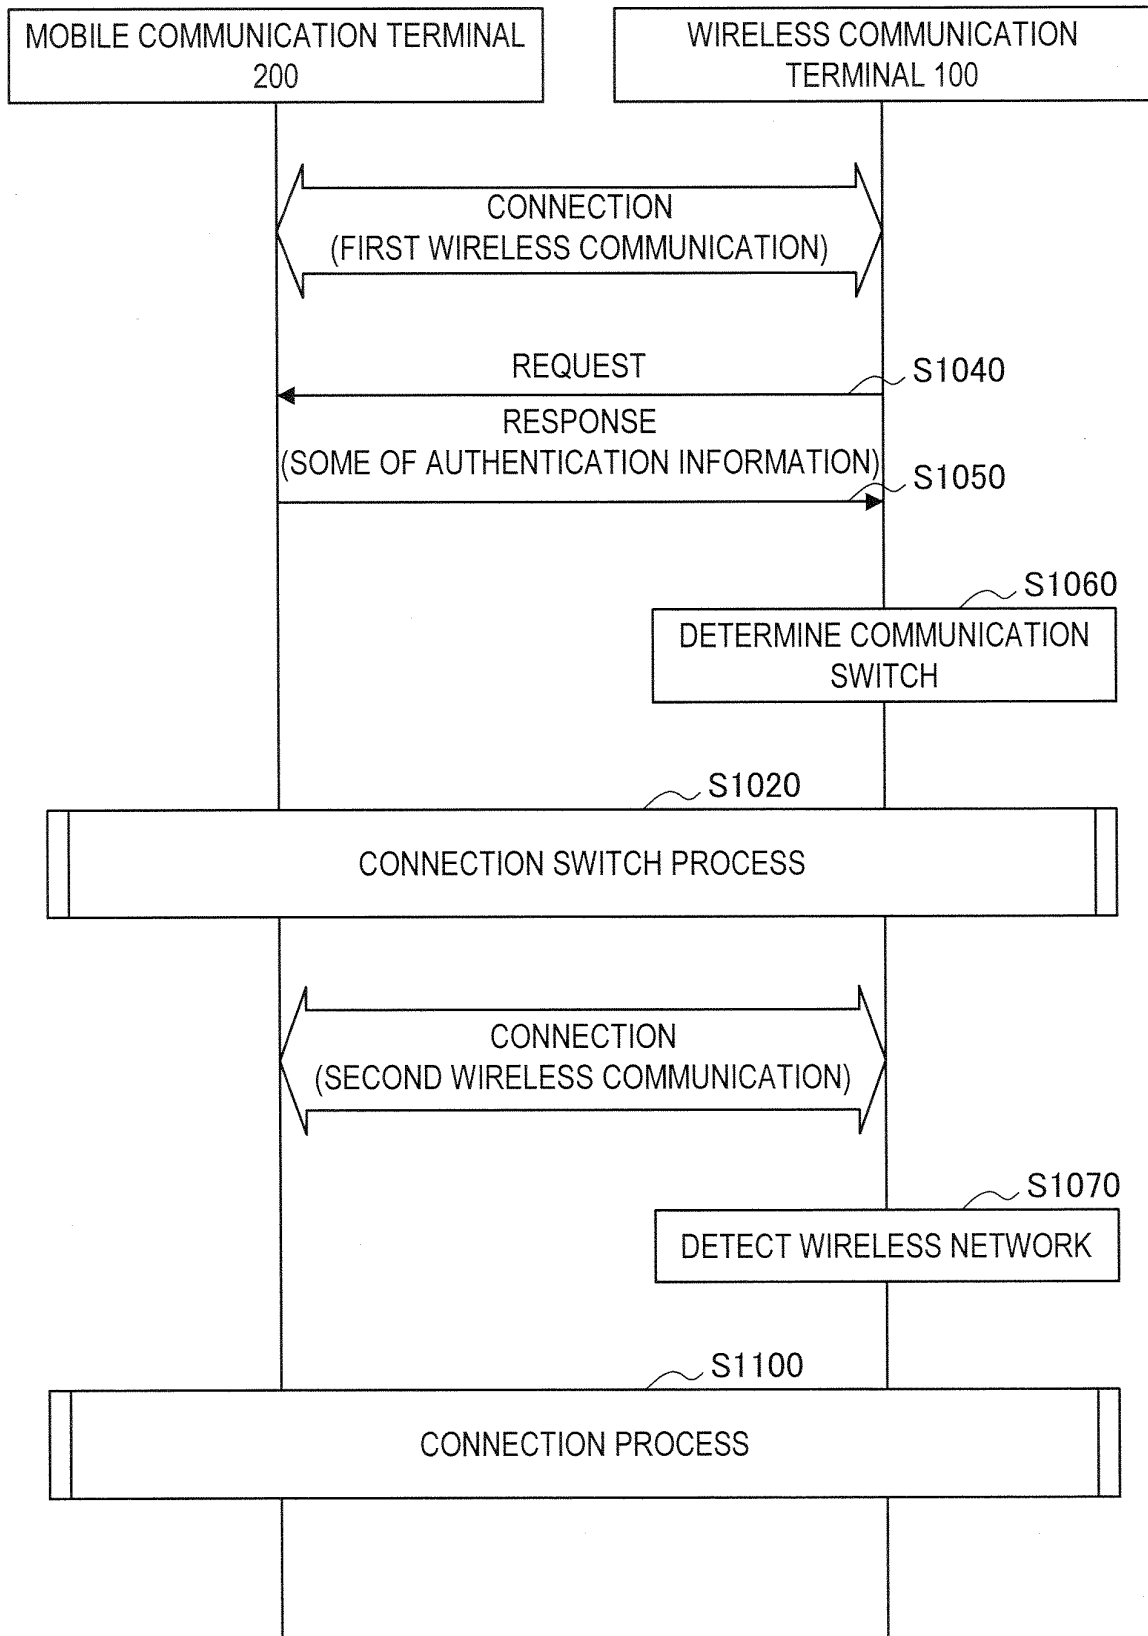 MOBILE COMMUNICATION TERMINAL
200
WIRELESS COMMUNICATION
TERMINAL 100
CONNECTION
(FIRST WIRELESS COMMUNICATION)
REQUEST
S1040
RESPONSE
(SOME OF AUTHENTICATION INFORMATION)
S1050
S1060
DETERMINE COMMUNICATION
SWITCH
S1020
CONNECTION SWITCH PROCESS
CONNECTION
(SECOND WIRELESS COMMUNICATION)
S1070
DETECT WIRELESS NETWORK
S1100
CONNECTION PROCESS